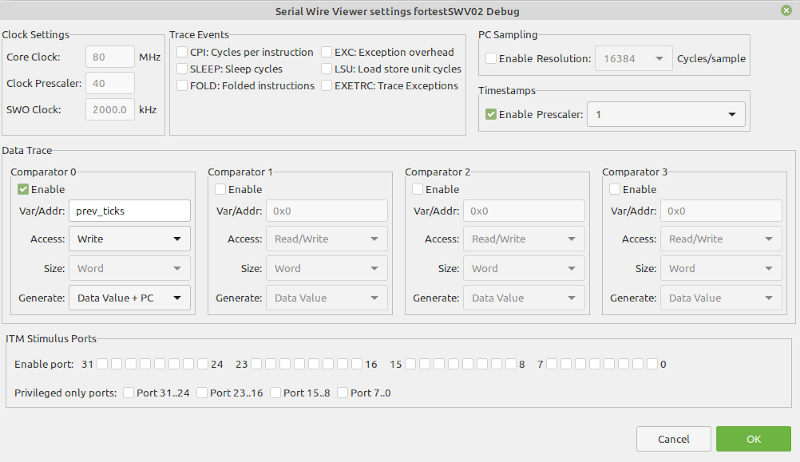 Serial Wire Viewer settings fortestSWV02 Debug
Clock Settings
Core Clock: 80 MHz
Clock Prescaler: 40
SWO Clock: 2000.0 kHz
Trace Events
CPI: Cycles per instruction EXC: Exception overhead
SLEEP: Sleep cycles LSU: Load store unit cycles
FOLD: Folded instructions EXETRC: Trace Exceptions
PC Sampling
Enable Resolution: 16384 Cycles/sample
Timestamps
Enable Prescaler: 1
Data Trace
Comparator 0
Enable
Var/Addr: prev_ticks
Access: Write
Size: Word
Generate: Data Value + PC
Comparator 1
Enable
Var/Addr: 0x0
Access: Read/Write
Size: Word
Generate: Data Value
Comparator 2
Enable
Var/Addr: 0x0
Access: Read/Write
Size: Word
Generate: Data Value
Comparator 3
Enable
Var/Addr: 0x0
Access: Read/Write
Size: Word
Generate: Data Value
ITM Stimulus Ports
Enable port: 31 24 23 16 15 8 7 0
Privileged only ports: Port 31..24 Port 23..16 Port 15..8 Port 7..0
Cancel OK